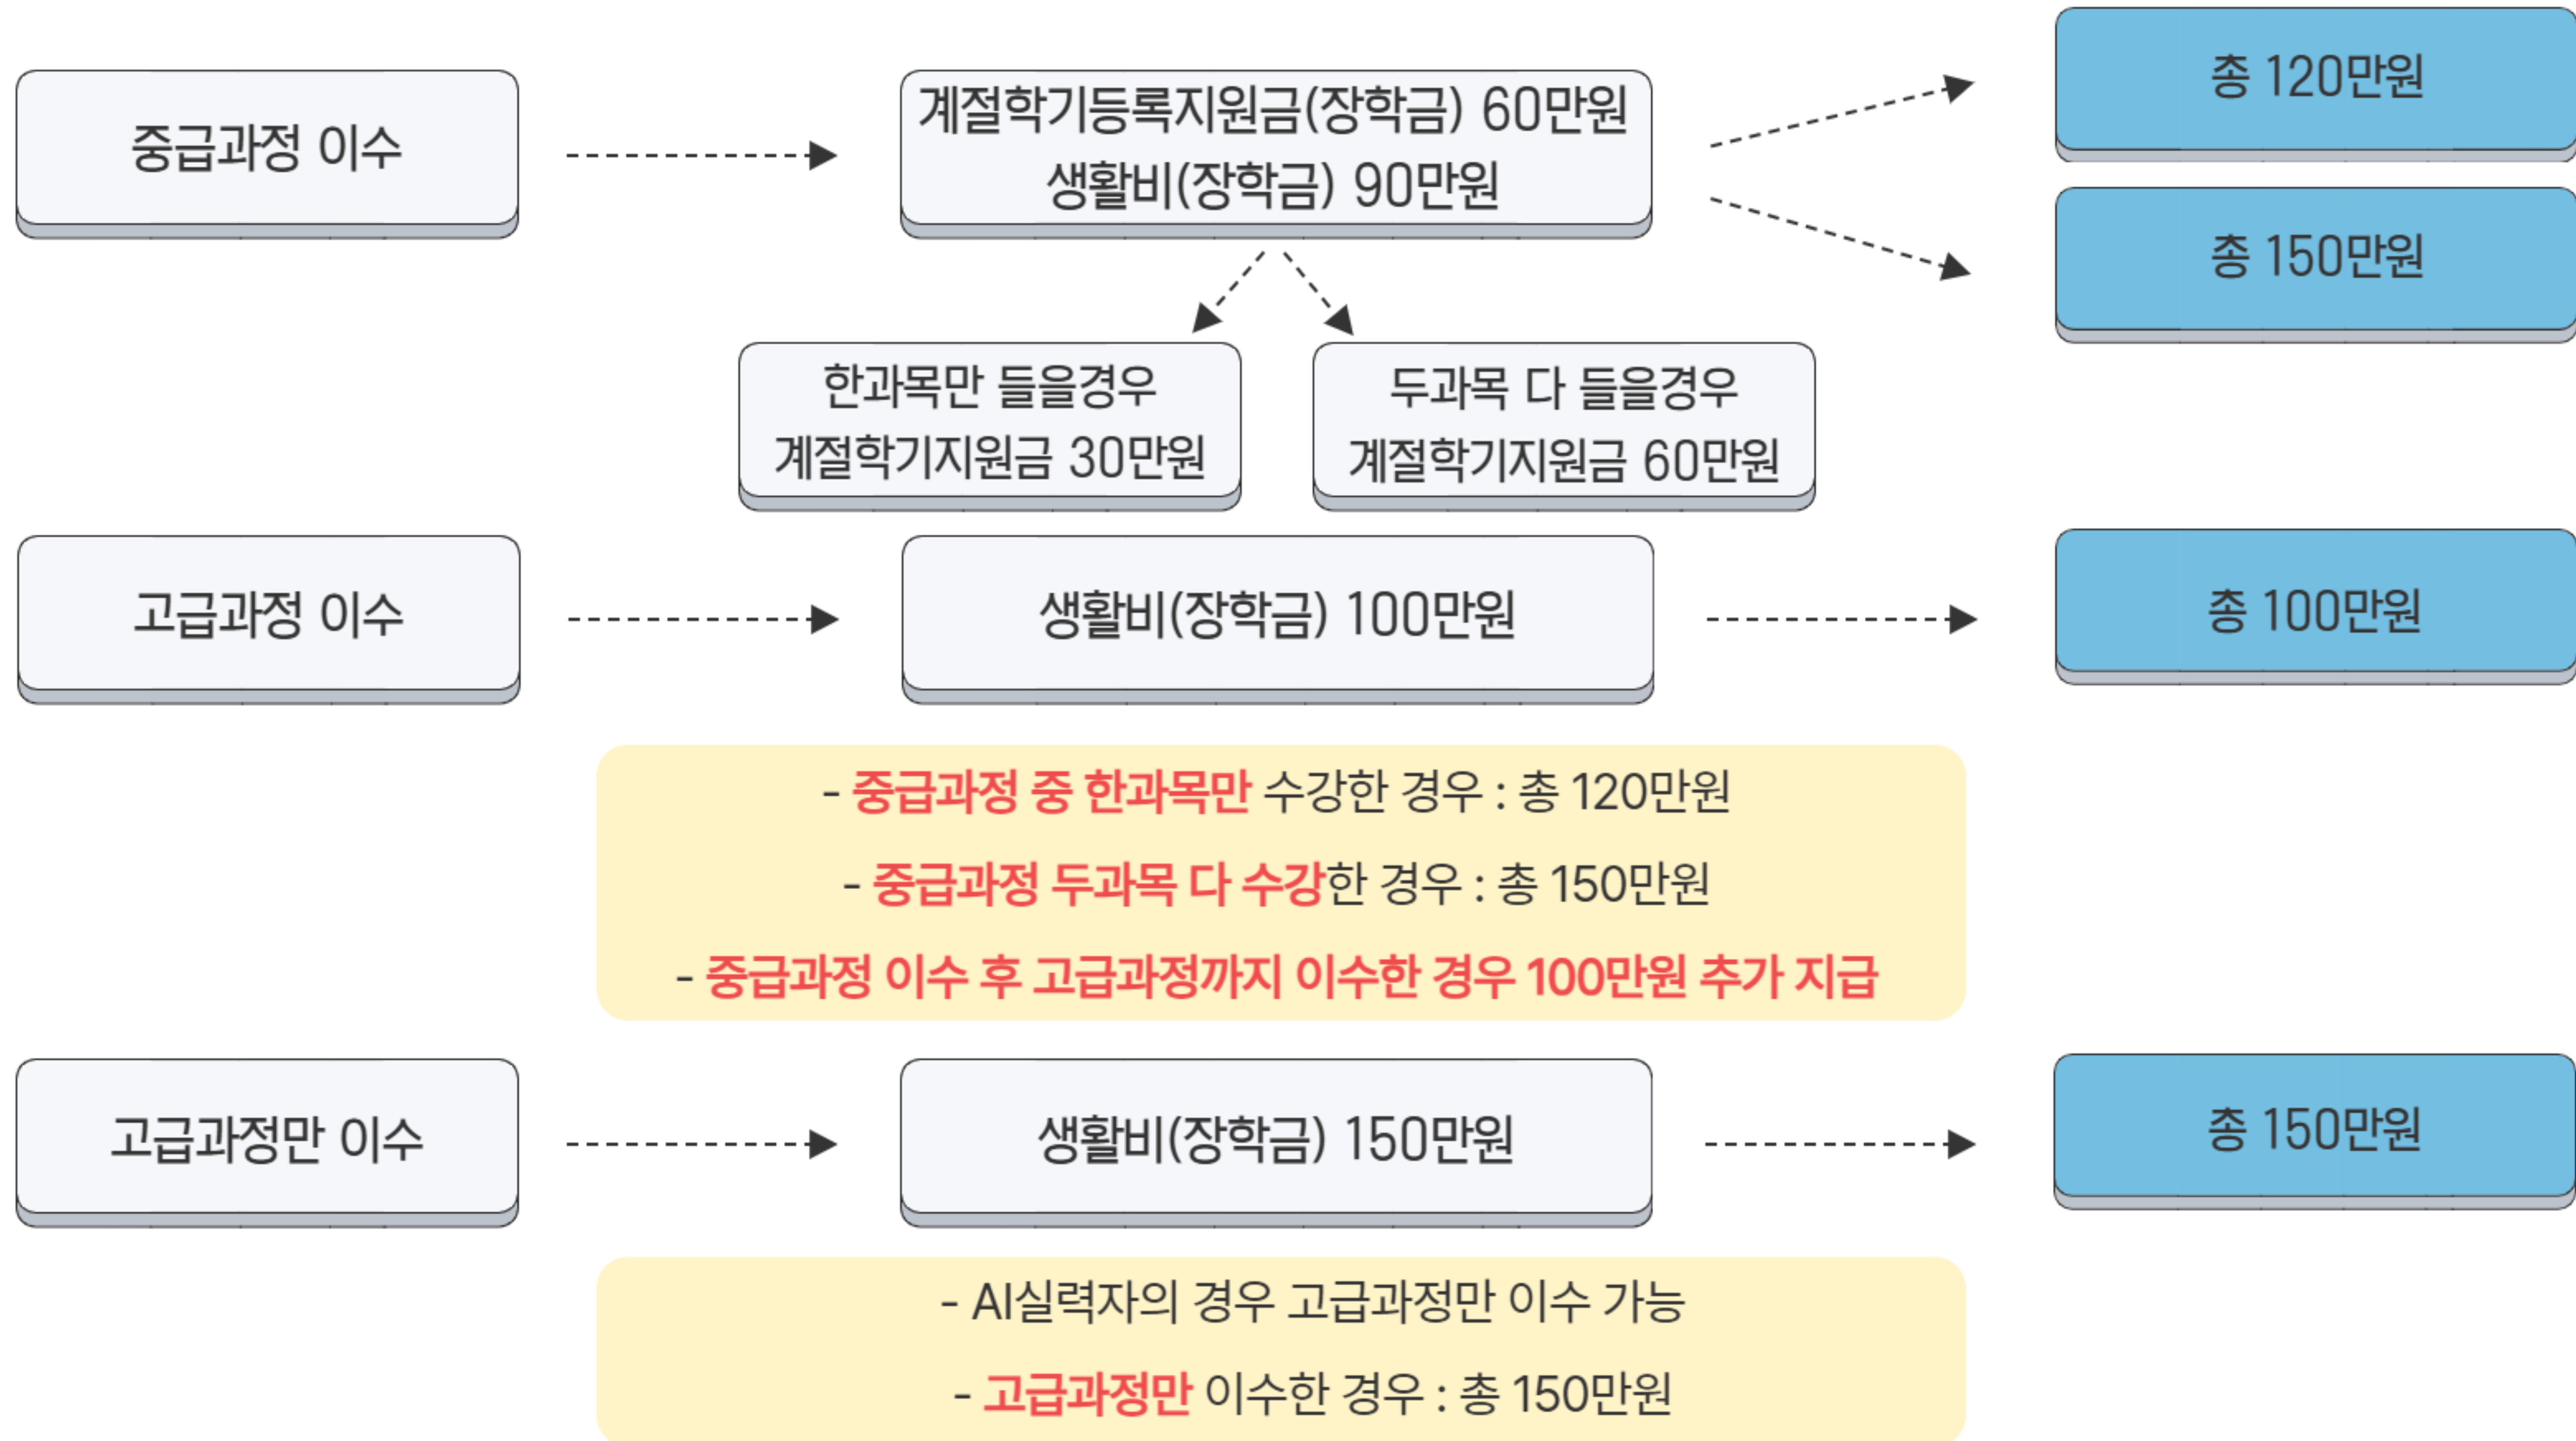 중급과정 이수
계절학기등록지원금(장학금) 60만원
생활비(장학금) 90만원
총 120만원
총 150만원
한과목만 들을경우
계절학기지원금 30만원
두과목 다 들을경우
계절학기지원금 60만원
고급과정 이수
생활비(장학금) 100만원
총 100만원
- 중급과정 중 한과목만 수강한 경우 : 총 120만원
- 중급과정 두과목 다 수강한 경우 : 총 150만원
- 중급과정 이수 후 고급과정까지 이수한 경우 100만원 추가 지급
고급과정만 이수
생활비(장학금) 150만원
총 150만원
- AI실력자의 경우 고급과정만 이수 가능
- 고급과정만 이수한 경우 : 총 150만원